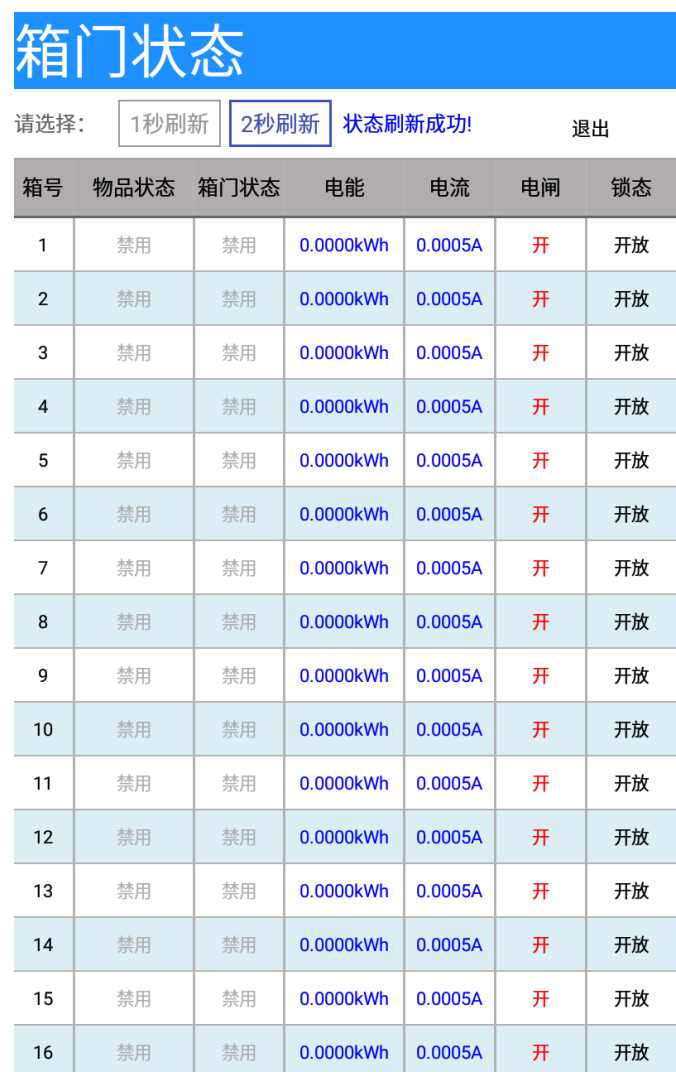 箱门状态
请选择： 1秒刷新 2秒刷新 状态刷新成功! 退出
箱号 物品状态 箱门状态 电能 电流 电闸 锁态
1 禁用 禁用 0.0000kWh 0.0005A 开 开放
2 禁用 禁用 0.0000kWh 0.0005A 开 开放
3 禁用 禁用 0.0000kWh 0.0005A 开 开放
4 禁用 禁用 0.0000kWh 0.0005A 开 开放
5 禁用 禁用 0.0000kWh 0.0005A 开 开放
6 禁用 禁用 0.0000kWh 0.0005A 开 开放
7 禁用 禁用 0.0000kWh 0.0005A 开 开放
8 禁用 禁用 0.0000kWh 0.0005A 开 开放
9 禁用 禁用 0.0000kWh 0.0005A 开 开放
10 禁用 禁用 0.0000kWh 0.0005A 开 开放
11 禁用 禁用 0.0000kWh 0.0005A 开 开放
12 禁用 禁用 0.0000kWh 0.0005A 开 开放
13 禁用 禁用 0.0000kWh 0.0005A 开 开放
14 禁用 禁用 0.0000kWh 0.0005A 开 开放
15 禁用 禁用 0.0000kWh 0.0005A 开 开放
16 禁用 禁用 0.0000kWh 0.0005A 开 开放